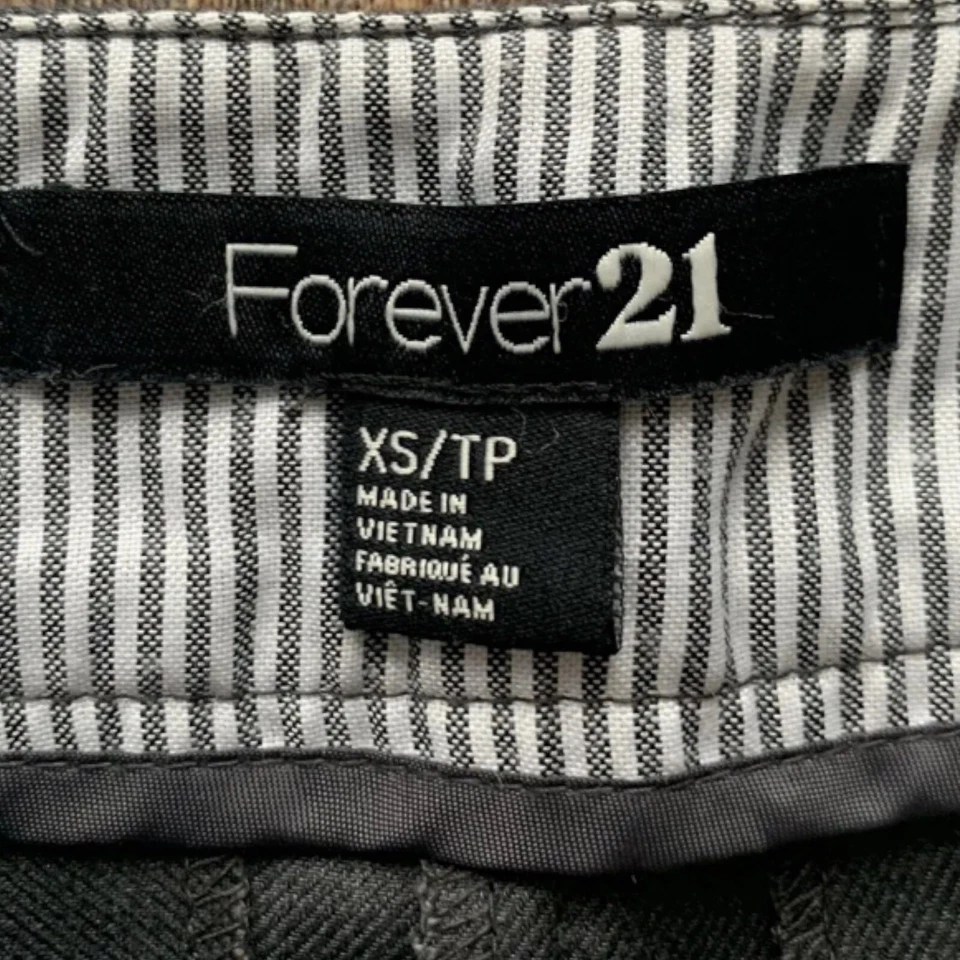 Forever21
XS/TP
MADE IN
VIETNAM
FABRIQUÉ AU
VIÊT-NAM